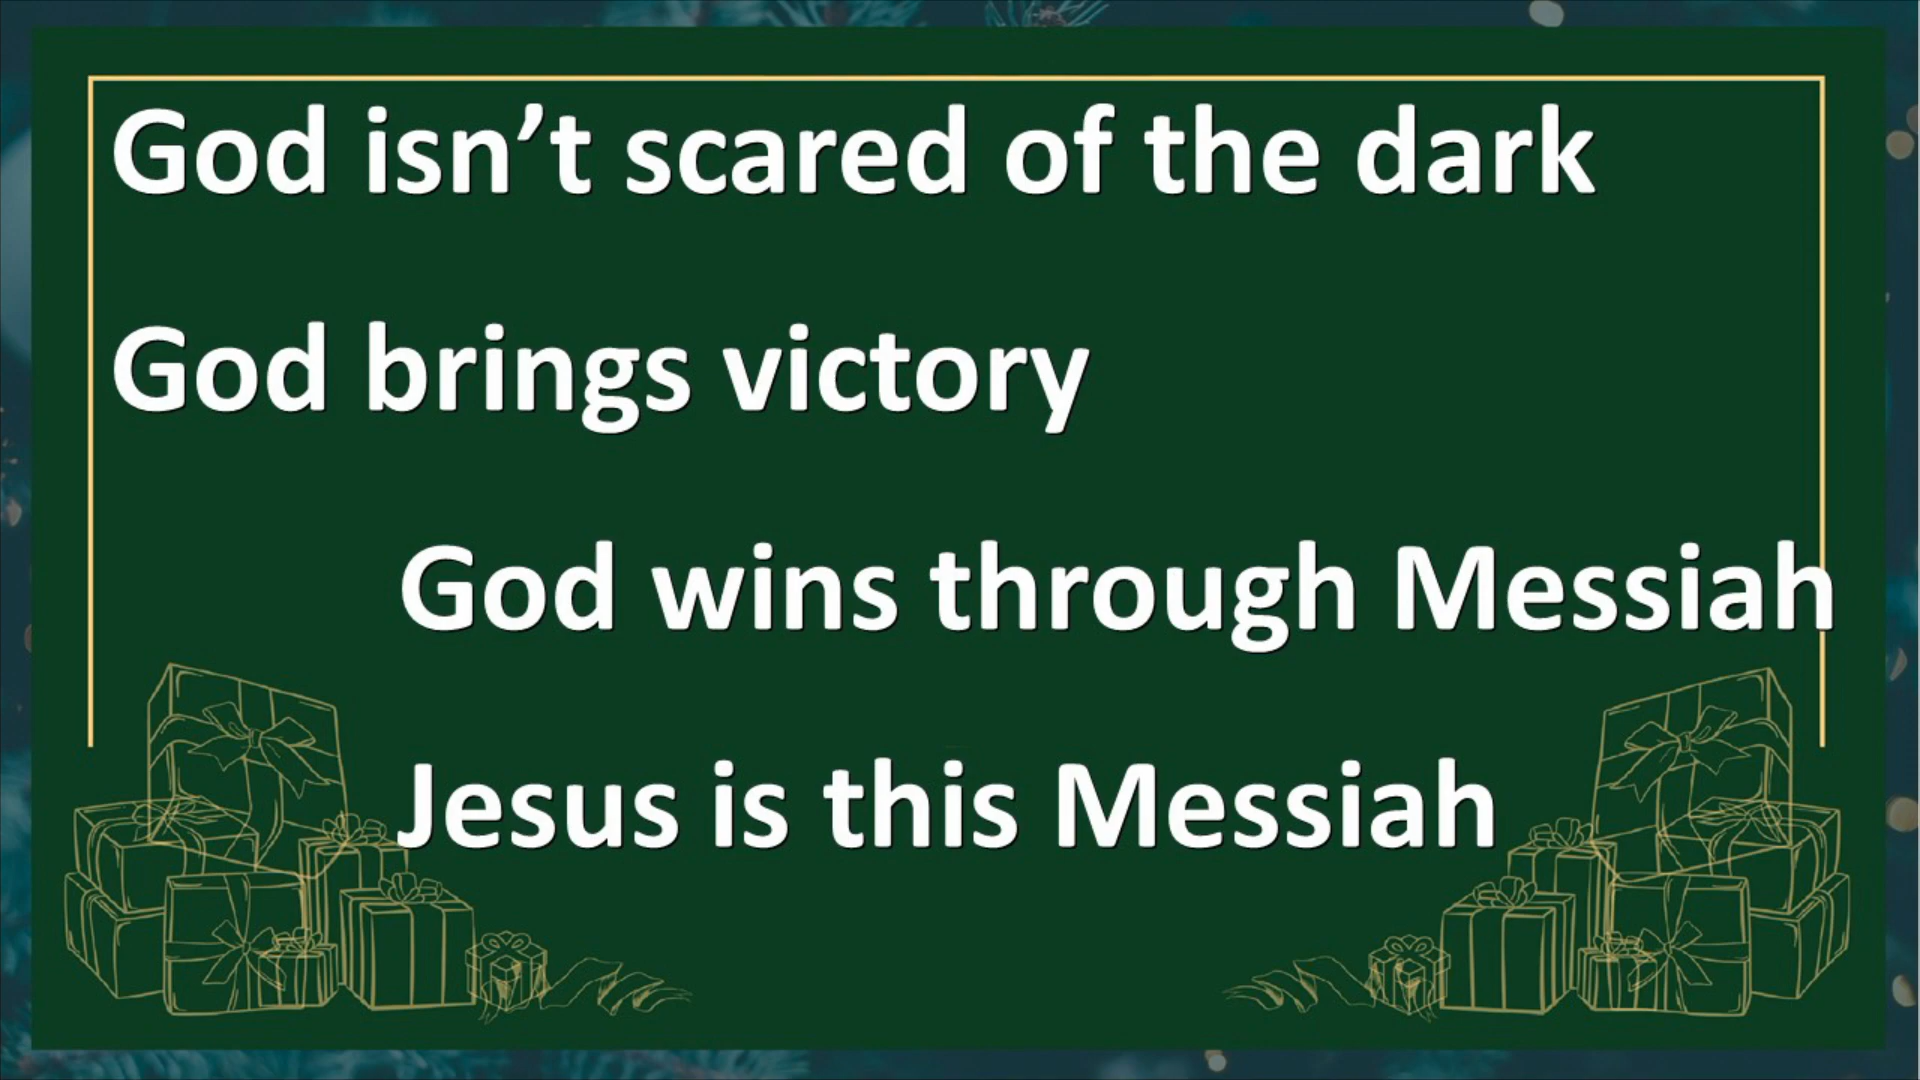 God isn’t scared of the dark
God brings victory
God wins through Messiah
Jesus is this Messiah